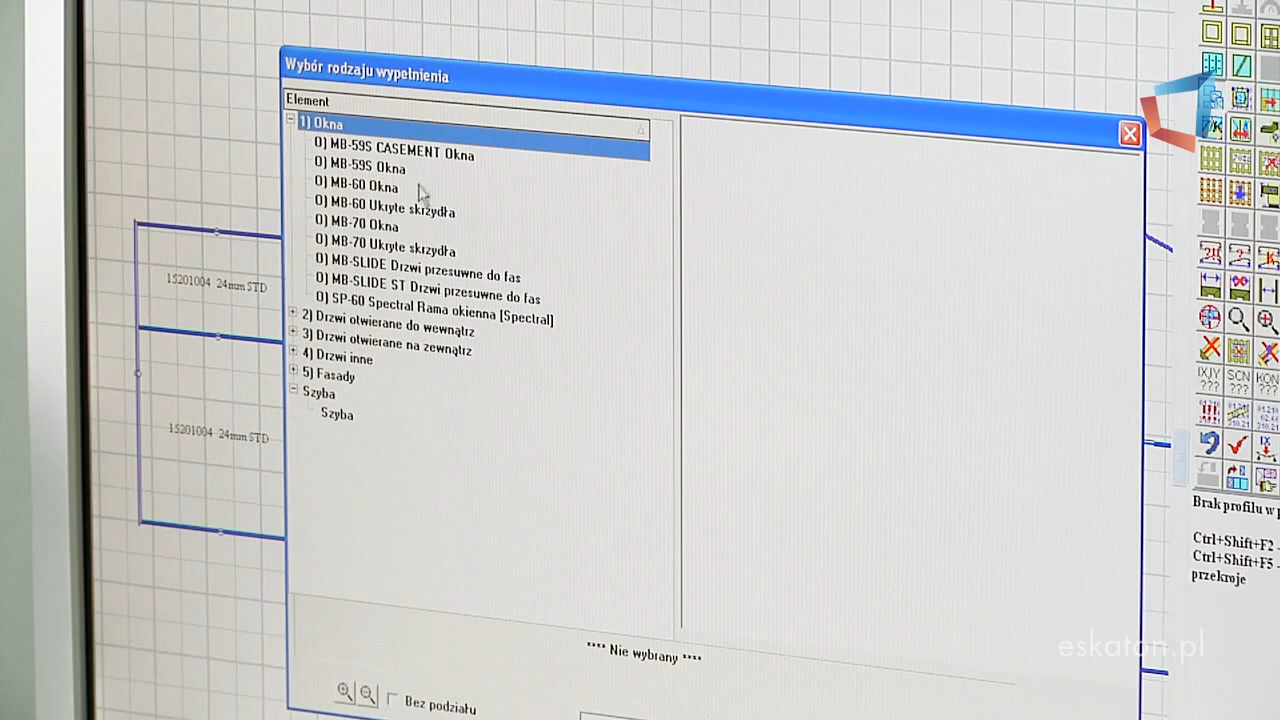 Wybór rodzaju wypełnienia
Element
1) Okna
0) MB-59S CASEMENT Okna
0) MB-59S Okna
0) MB-60 Okna
0) MB-60 Ukryte skrzydła
0) MB-70 Okna
0) MB-70 Ukryte skrzydła
0) MB-SLIDE Drzwi przesuwne do fas
0) MB-SLIDE ST Drzwi przesuwne do fas
0) SP-60 Spectral Rama okienna [Spectral]
2) Drzwi otwierane do wewnątrz
3) Drzwi otwierane na zewnątrz
4) Drzwi inne
5) Fasady
Szyba
Szyba
15201004 24mm STD
15201004 24mm STD
**** Nie wybrany ****
Bez podziału
IXJY SCN KON
??? ??? ???
IX
Brak profilu w
Ctrl+Shift+F2 -
Ctrl+Shift+F5 -
przekroje
eskaton.pl